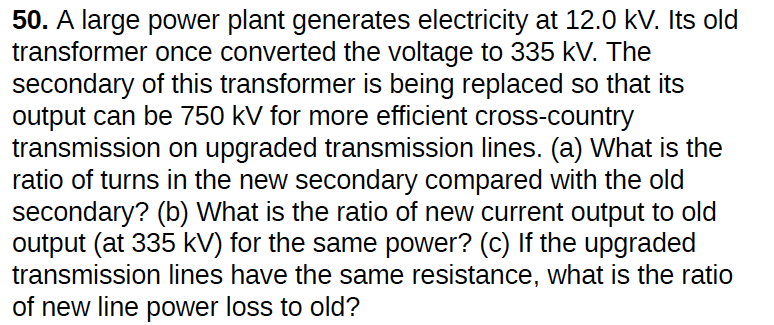 50. A large power plant generates electricity at 12.0 kV. Its old
transformer once converted the voltage to 335 kV. The
secondary of this transformer is being replaced so that its
output can be 750 kV for more efficient cross-country
transmission on upgraded transmission lines. (a) What is the
ratio of turns in the new secondary compared with the old
secondary? (b) What is the ratio of new current output to old
output (at 335 kV) for the same power? (c) If the upgraded
transmission lines have the same resistance, what is the ratio
of new line power loss to old?